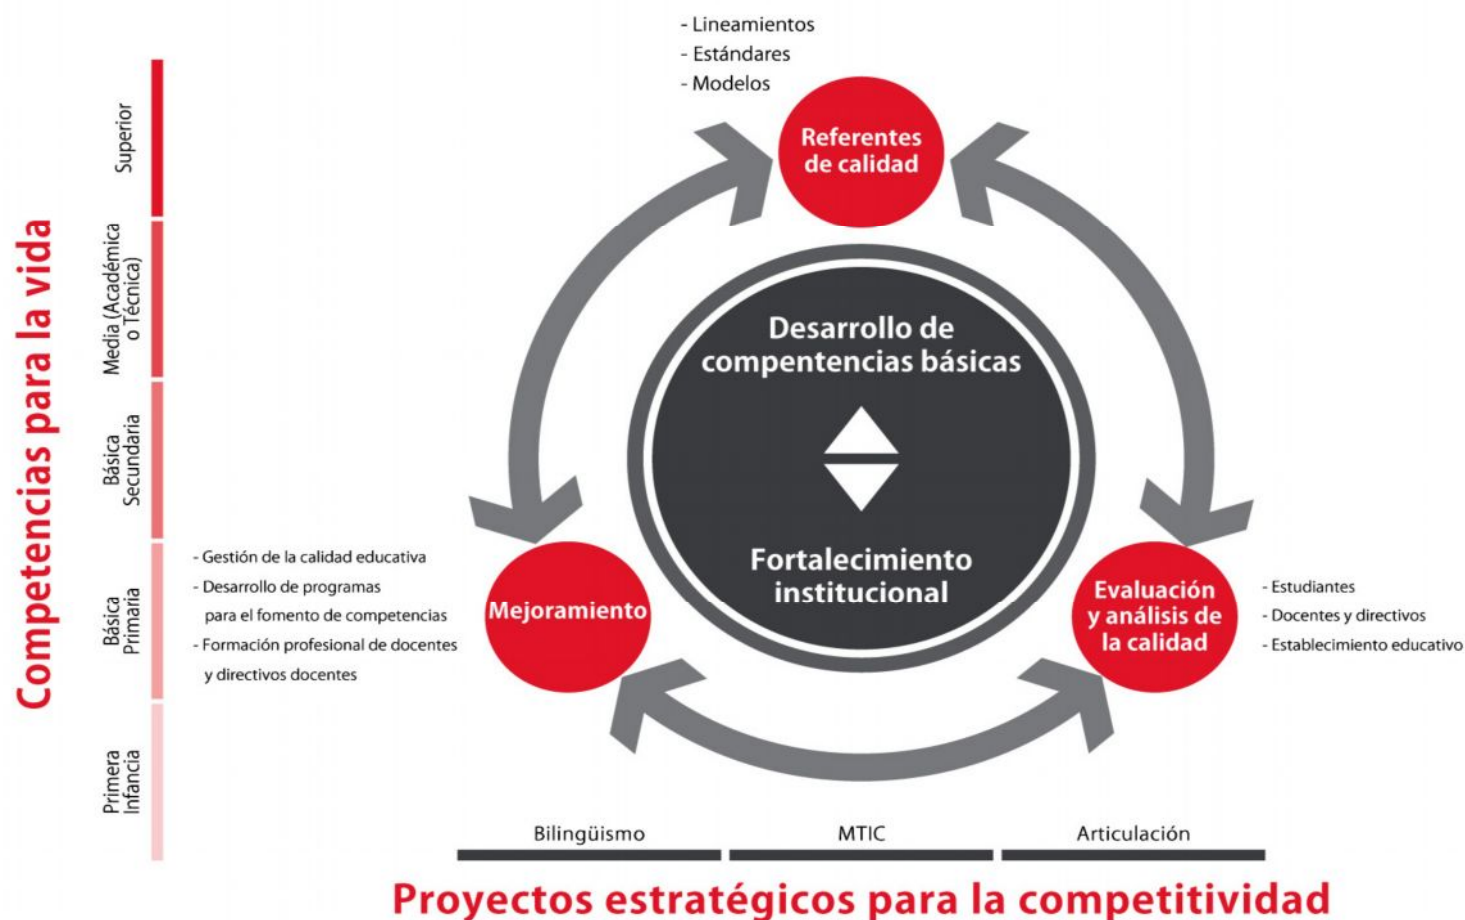 - Lineamientos
- Estándares
- Modelos
Referentes
de calidad
Competencias para la vida
Superior
Media (Académica
o Técnica)
Básica
Secundaria
Básica
Primaria
Primera
Infancia
Desarrollo de
compentencias básicas
Fortalecimiento
institucional
- Gestión de la calidad educativa
- Desarrollo de programas
para el fomento de competencias
- Formación profesional de docentes
y directivos docentes
Mejoramiento
Evaluación
y análisis de
la calidad
- Estudiantes
- Docentes y directivos
- Establecimiento educativo
Bilingüismo
MTIC
Articulación
Proyectos estratégicos para la competitividad